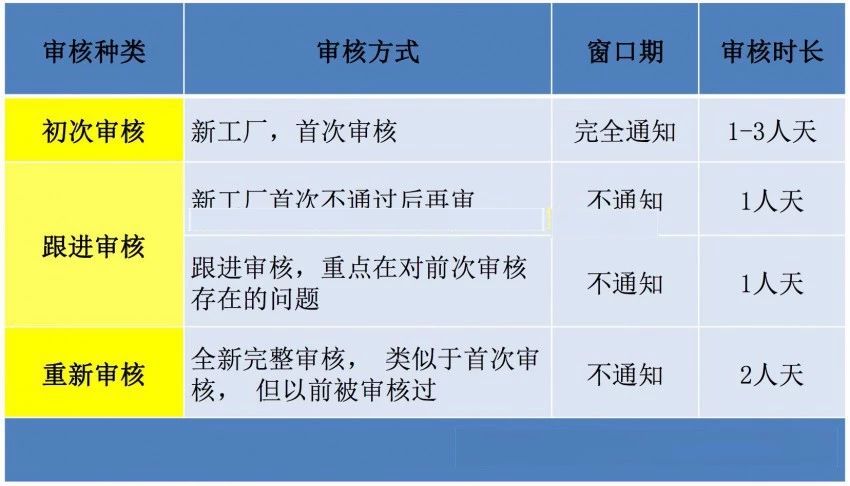 审核种类 审核方式 窗口期 审核时长
初次审核 新工厂，首次审核 完全通知 1-3人天
跟进审核
新工厂首次不通过后再审 不通知 1人天
跟进审核，重点在对前次审核
存在的问题 不通知 1人天
重新审核 全新完整审核， 类似于首次审
核， 但以前被审核过 不通知 2人天